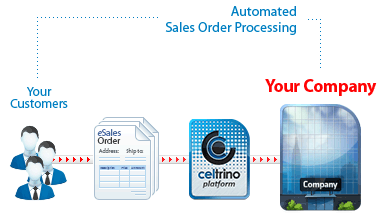 Automated
Sales Order Processing
Your Company
Your
Customers
eSales
Order
Address:
Ship to:
celtrino
platform
Company